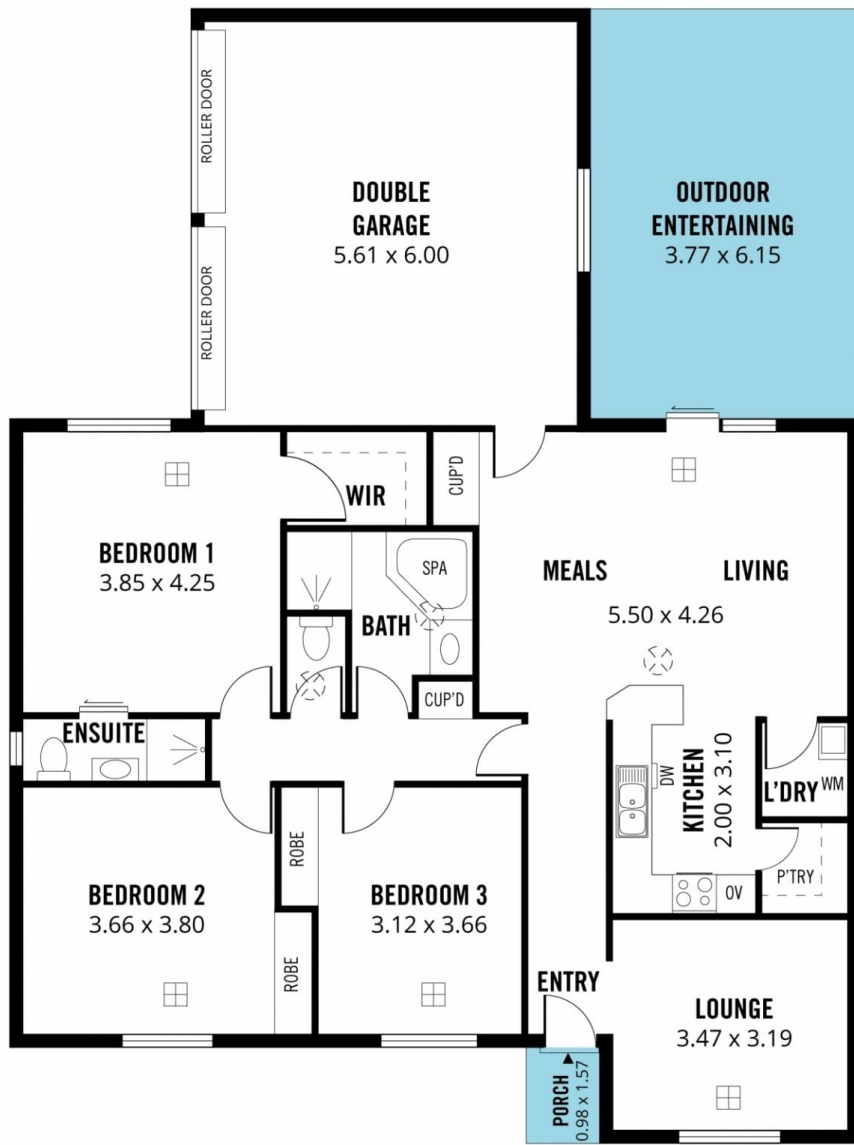 ROLLER DOOR
ROLLER DOOR
DOUBLE
GARAGE
5.61 x 6.00
OUTDOOR
ENTERTAINING
3.77 x 6.15
BEDROOM 1
3.85 x 4.25
WIR
CUP'D
SPA
BATH
CUP'D
MEALS
LIVING
5.50 x 4.26
ENSUITE
KITCHEN
2.00 x 3.10
DW
OV
L'DRY
WM
P'TRY
BEDROOM 2
3.66 x 3.80
ROBE
ROBE
BEDROOM 3
3.12 x 3.66
ENTRY
LOUNGE
3.47 x 3.19
PORCH
0.98 x 1.57